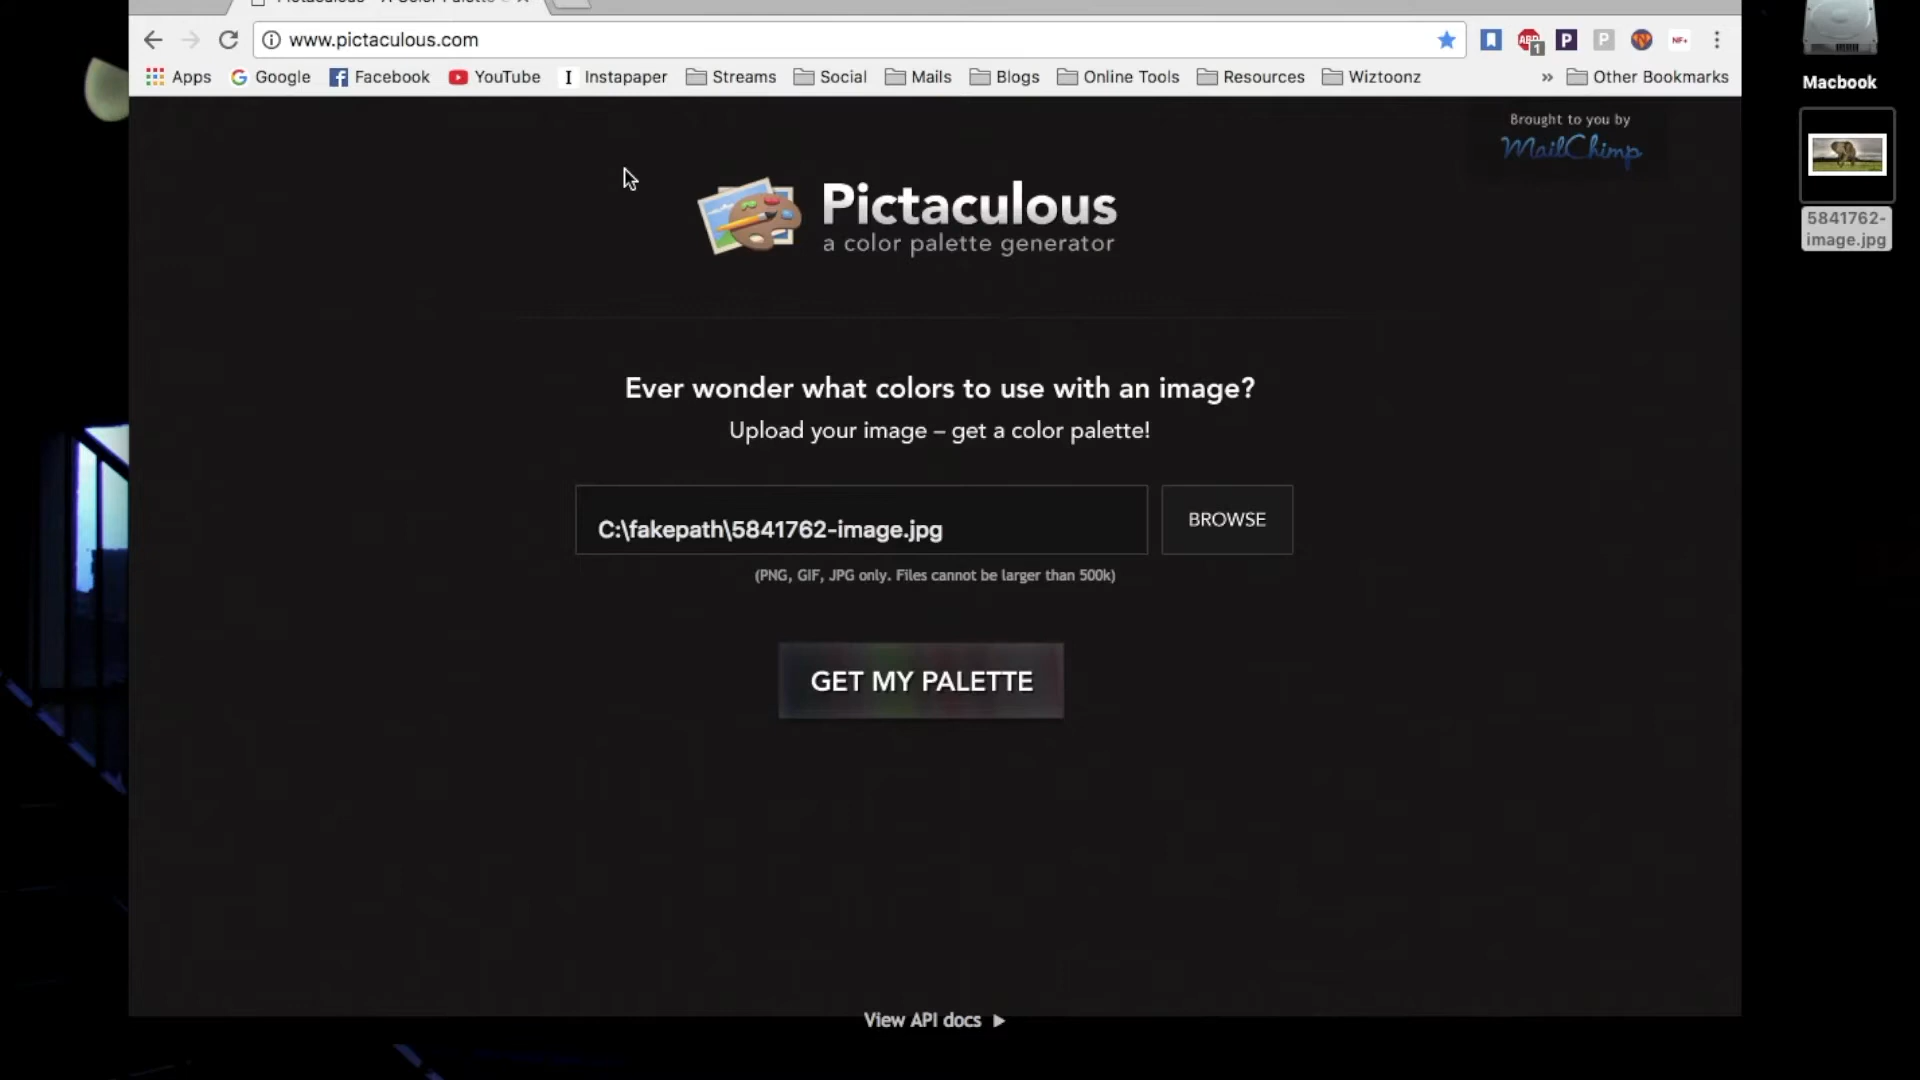 www.pictaculous.com
Apps Google Facebook YouTube Instapaper Streams Social Mails Blogs Online Tools Resources Wiztoonz » Other Bookmarks
Macbook
5841762-
image.jpg
Brought to you by
MailChimp
Pictaculous
a color palette generator
Ever wonder what colors to use with an image?
Upload your image – get a color palette!
C:\fakepath\5841762-image.jpg
BROWSE
(PNG, GIF, JPG only. Files cannot be larger than 500k)
GET MY PALETTE
View API docs